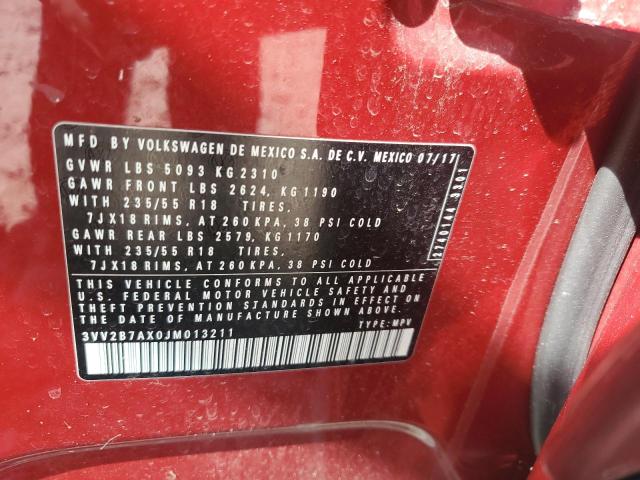 MFD BY VOLKSWAGEN DE MEXICO S.A. DE C.V. MEXICO 07/17
GVWR LBS 5093 KG 2310
GAWR FRONT LBS 2624, KG 1190
WITH 235/55 R18 TIRES.
7JX18 RIMS, AT 260 KPA, 38 PSI COLD
GAWR REAR LBS 2579, KG 1170
WITH 235/55 R18 TIRES.
7JX18 RIMS, AT 260 KPA, 38 PSI COLD
THIS VEHICLE CONFORMS TO ALL APPLICABLE
U.S. FEDERAL MOTOR VEHICLE SAFETY AND
THEFT PREVENTION STANDARDS IN EFFECT ON
THE DATE OF MANUFACTURE SHOWN ABOVE.
3VV2B7AX0JM013211 TYPE: MPV